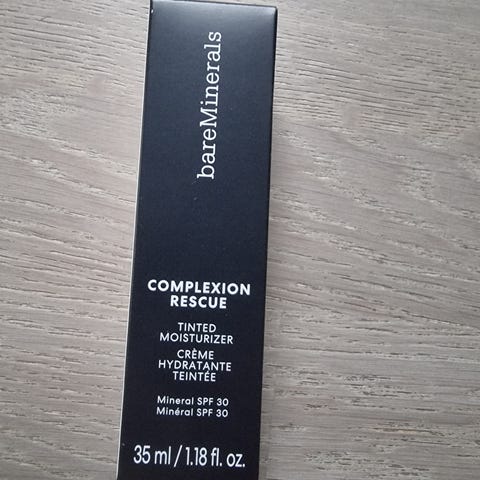 bareMinerals
COMPLEXION
RESCUE
TINTED
MOISTURIZER
CRÈME
HYDRATANTE
TEINTÉE
Mineral SPF 30
Minéral SPF 30
35 ml / 1.18 fl. oz.